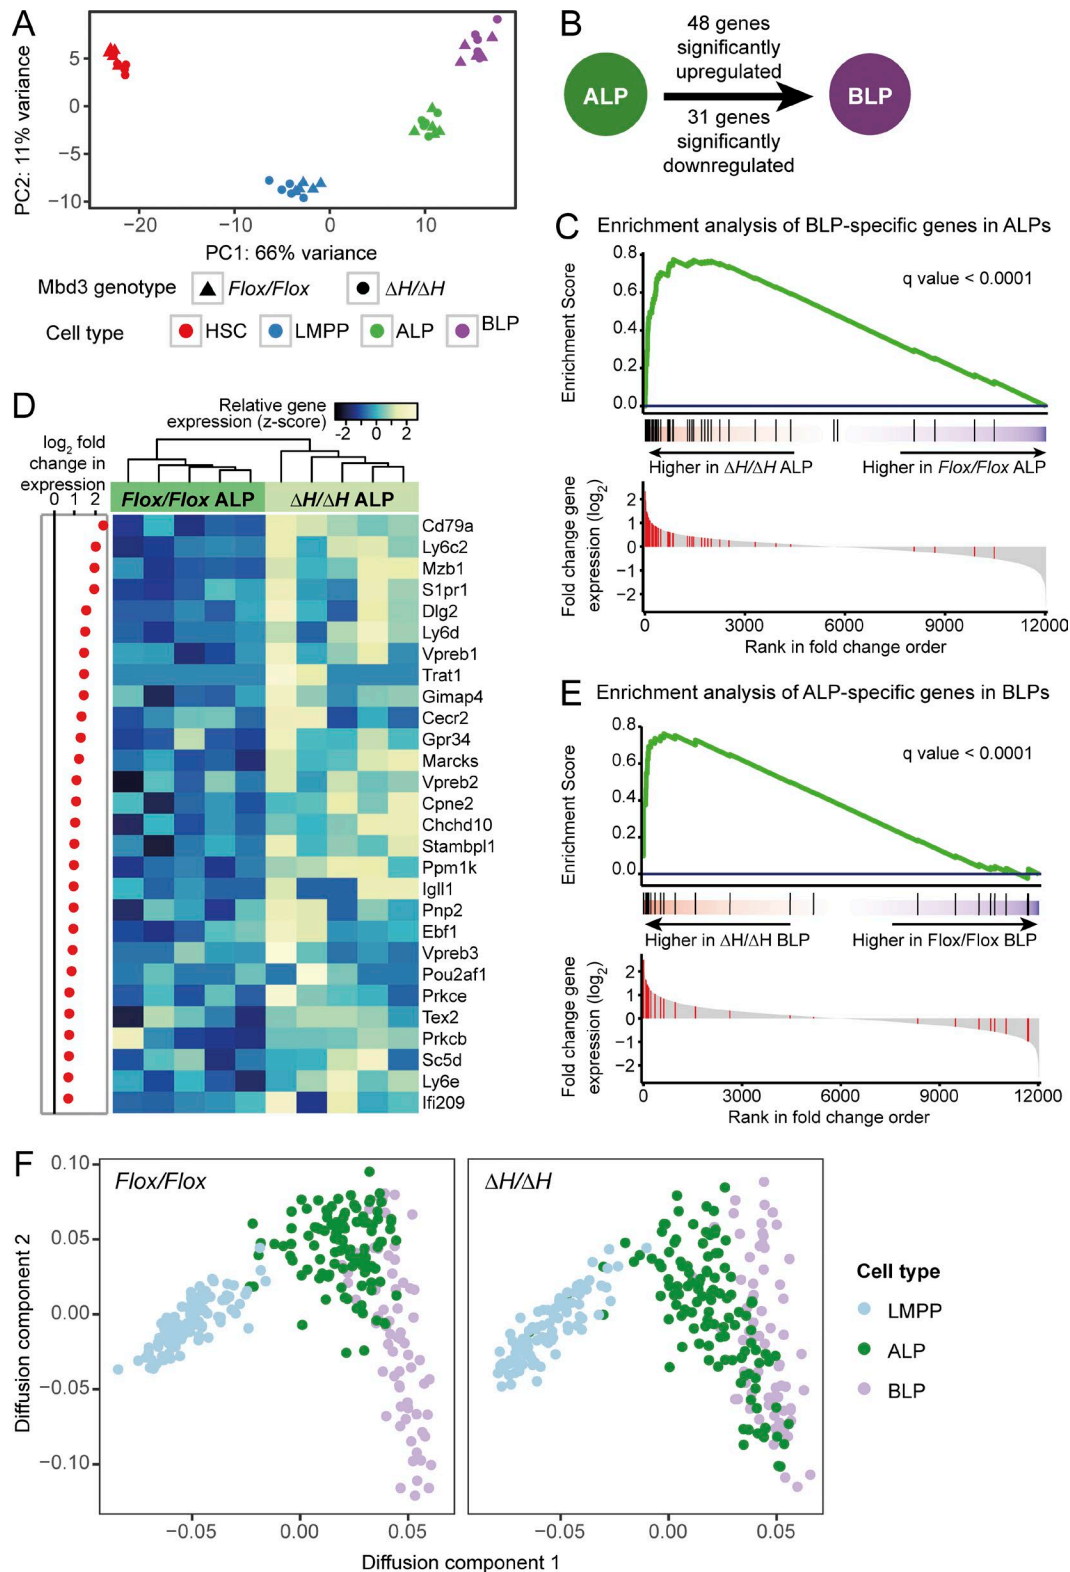 A
PC2: 11% variance
5
0
−5
−10
−20
−10
0
10
PC1: 66% variance
Mbd3 genotype
Flox/Flox
ΔH/ΔH
Cell type
HSC
LMPP
ALP
BLP
B
48 genes
significantly
upregulated
ALP
BLP
31 genes
significantly
downregulated
C
Enrichment analysis of BLP-specific genes in ALPs
Enrichment Score
0.8
0.6
0.4
0.2
0.0
q value < 0.0001
Higher in ΔH/ΔH ALP
Higher in Flox/Flox ALP
Fold change gene
expression (log2)
2
1
0
−1
−2
0
3000
6000
9000
12000
Rank in fold change order
D
Relative gene
expression (z-score)
−2
0
2
log2 fold
change in
expression
0 1 2
Flox/Flox ALP
ΔH/ΔH ALP
Cd79a
Ly6c2
Mzb1
S1pr1
Dlg2
Ly6d
Vpreb1
Trat1
Gimap4
Cecr2
Gpr34
Marcks
Vpreb2
Cpne2
Chchd10
Stambpl1
Ppm1k
Igll1
Pnp2
Ebf1
Vpreb3
Pou2af1
Prkce
Tex2
Prkcb
Sc5d
Ly6e
Ifi209
E
Enrichment analysis of ALP-specific genes in BLPs
Enrichment Score
0.8
0.6
0.4
0.2
0.0
q value < 0.0001
Higher in ΔH/ΔH BLP
Higher in Flox/Flox BLP
Fold change gene
expression (log2)
2
1
0
−1
−2
0
3000
6000
9000
12000
Rank in fold change order
F
Diffusion component 2
0.10
0.05
0.00
−0.05
−0.10
Flox/Flox
ΔH/ΔH
−0.05
0.00
0.05
−0.05
0.00
0.05
Diffusion component 1
Cell type
LMPP
ALP
BLP